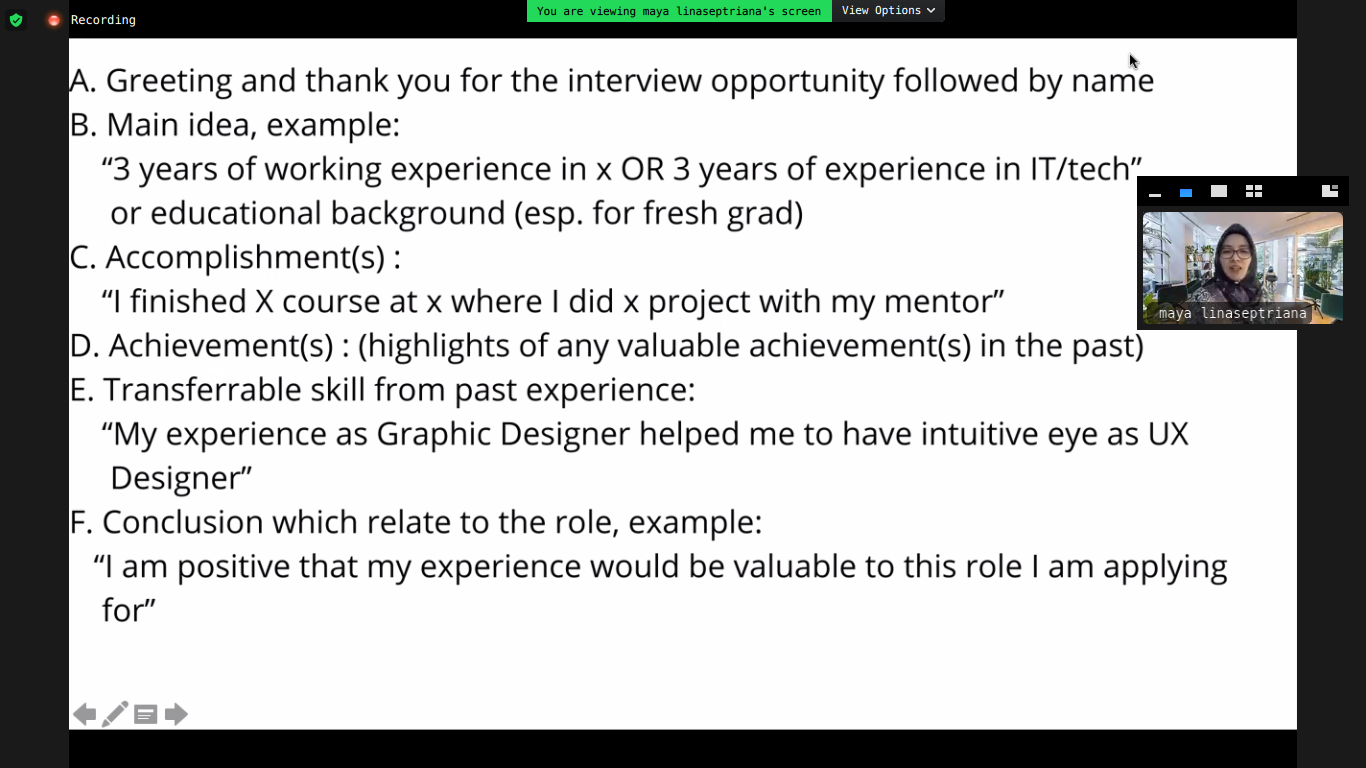 Recording
You are viewing maya linaseptriana's screen
View Options
A. Greeting and thank you for the interview opportunity followed by name
B. Main idea, example:
“3 years of working experience in x OR 3 years of experience in IT/tech”
or educational background (esp. for fresh grad)
C. Accomplishment(s) :
“I finished X course at x where I did x project with my mentor”
D. Achievement(s) : (highlights of any valuable achievement(s) in the past)
E. Transferrable skill from past experience:
“My experience as Graphic Designer helped me to have intuitive eye as UX
Designer”
F. Conclusion which relate to the role, example:
“I am positive that my experience would be valuable to this role I am applying
for”
maya linaseptriana